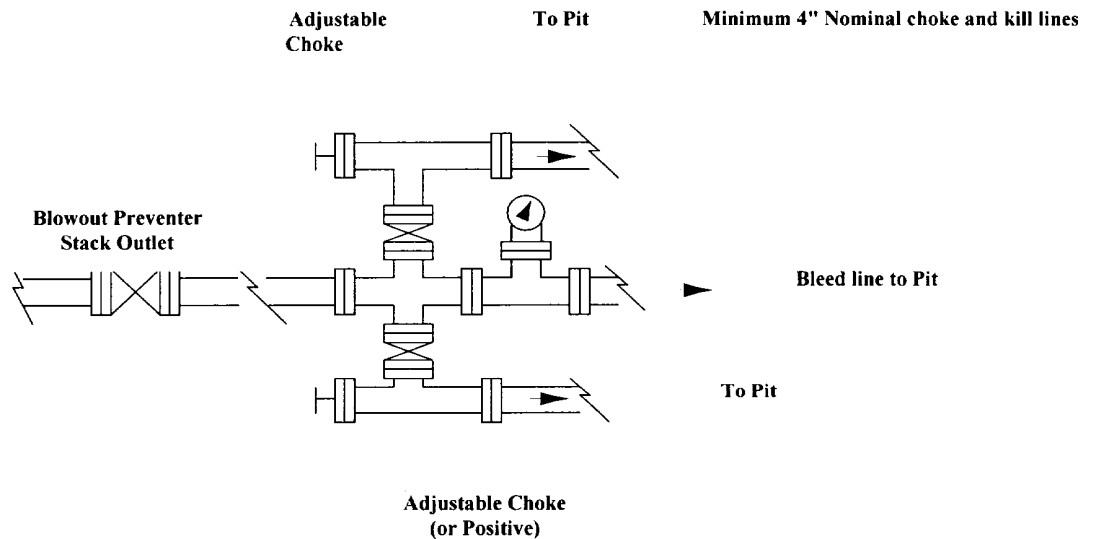 Adjustable
Choke
To Pit
Minimum 4" Nominal choke and kill lines
Blowout Preventer
Stack Outlet
Bleed line to Pit
To Pit
Adjustable Choke
(or Positive)